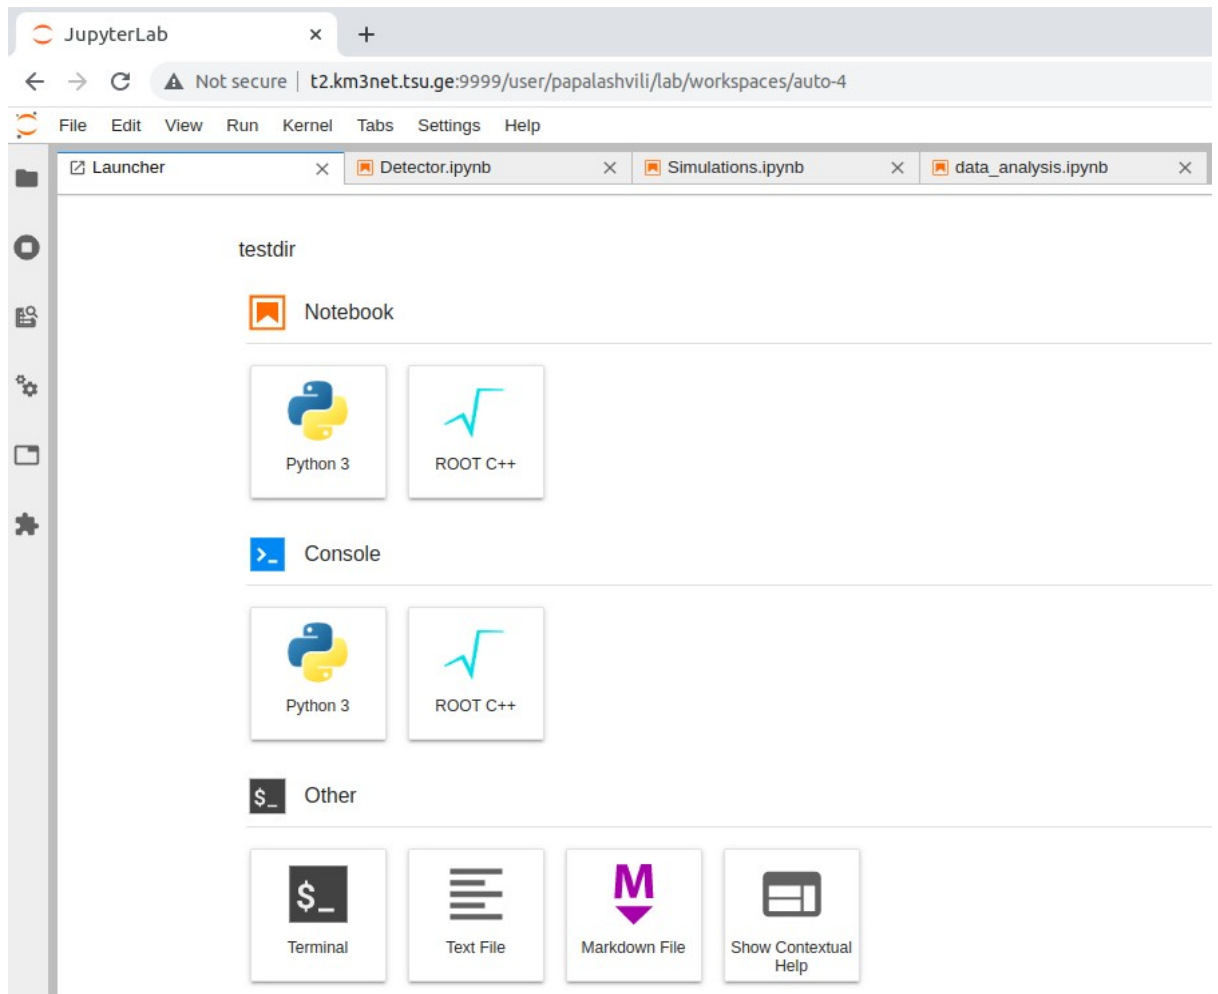 JupyterLab
Not secure | t2.km3net.tsu.ge:9999/user/papalashvili/lab/workspaces/auto-4
File Edit View Run Kernel Tabs Settings Help
Launcher Detector.ipynb Simulations.ipynb data_analysis.ipynb
testdir
Notebook
Python 3 ROOT C++
Console
Python 3 ROOT C++
$_ Other
$_ M
Terminal Text File Markdown File Show Contextual
Help